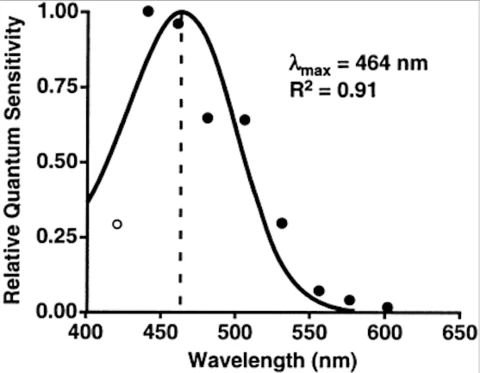 Relative Quantum Sensitivity
1.00
0.75
0.50
0.25
0.00
λmax = 464 nm
R² = 0.91
400 450 500 550 600 650
Wavelength (nm)